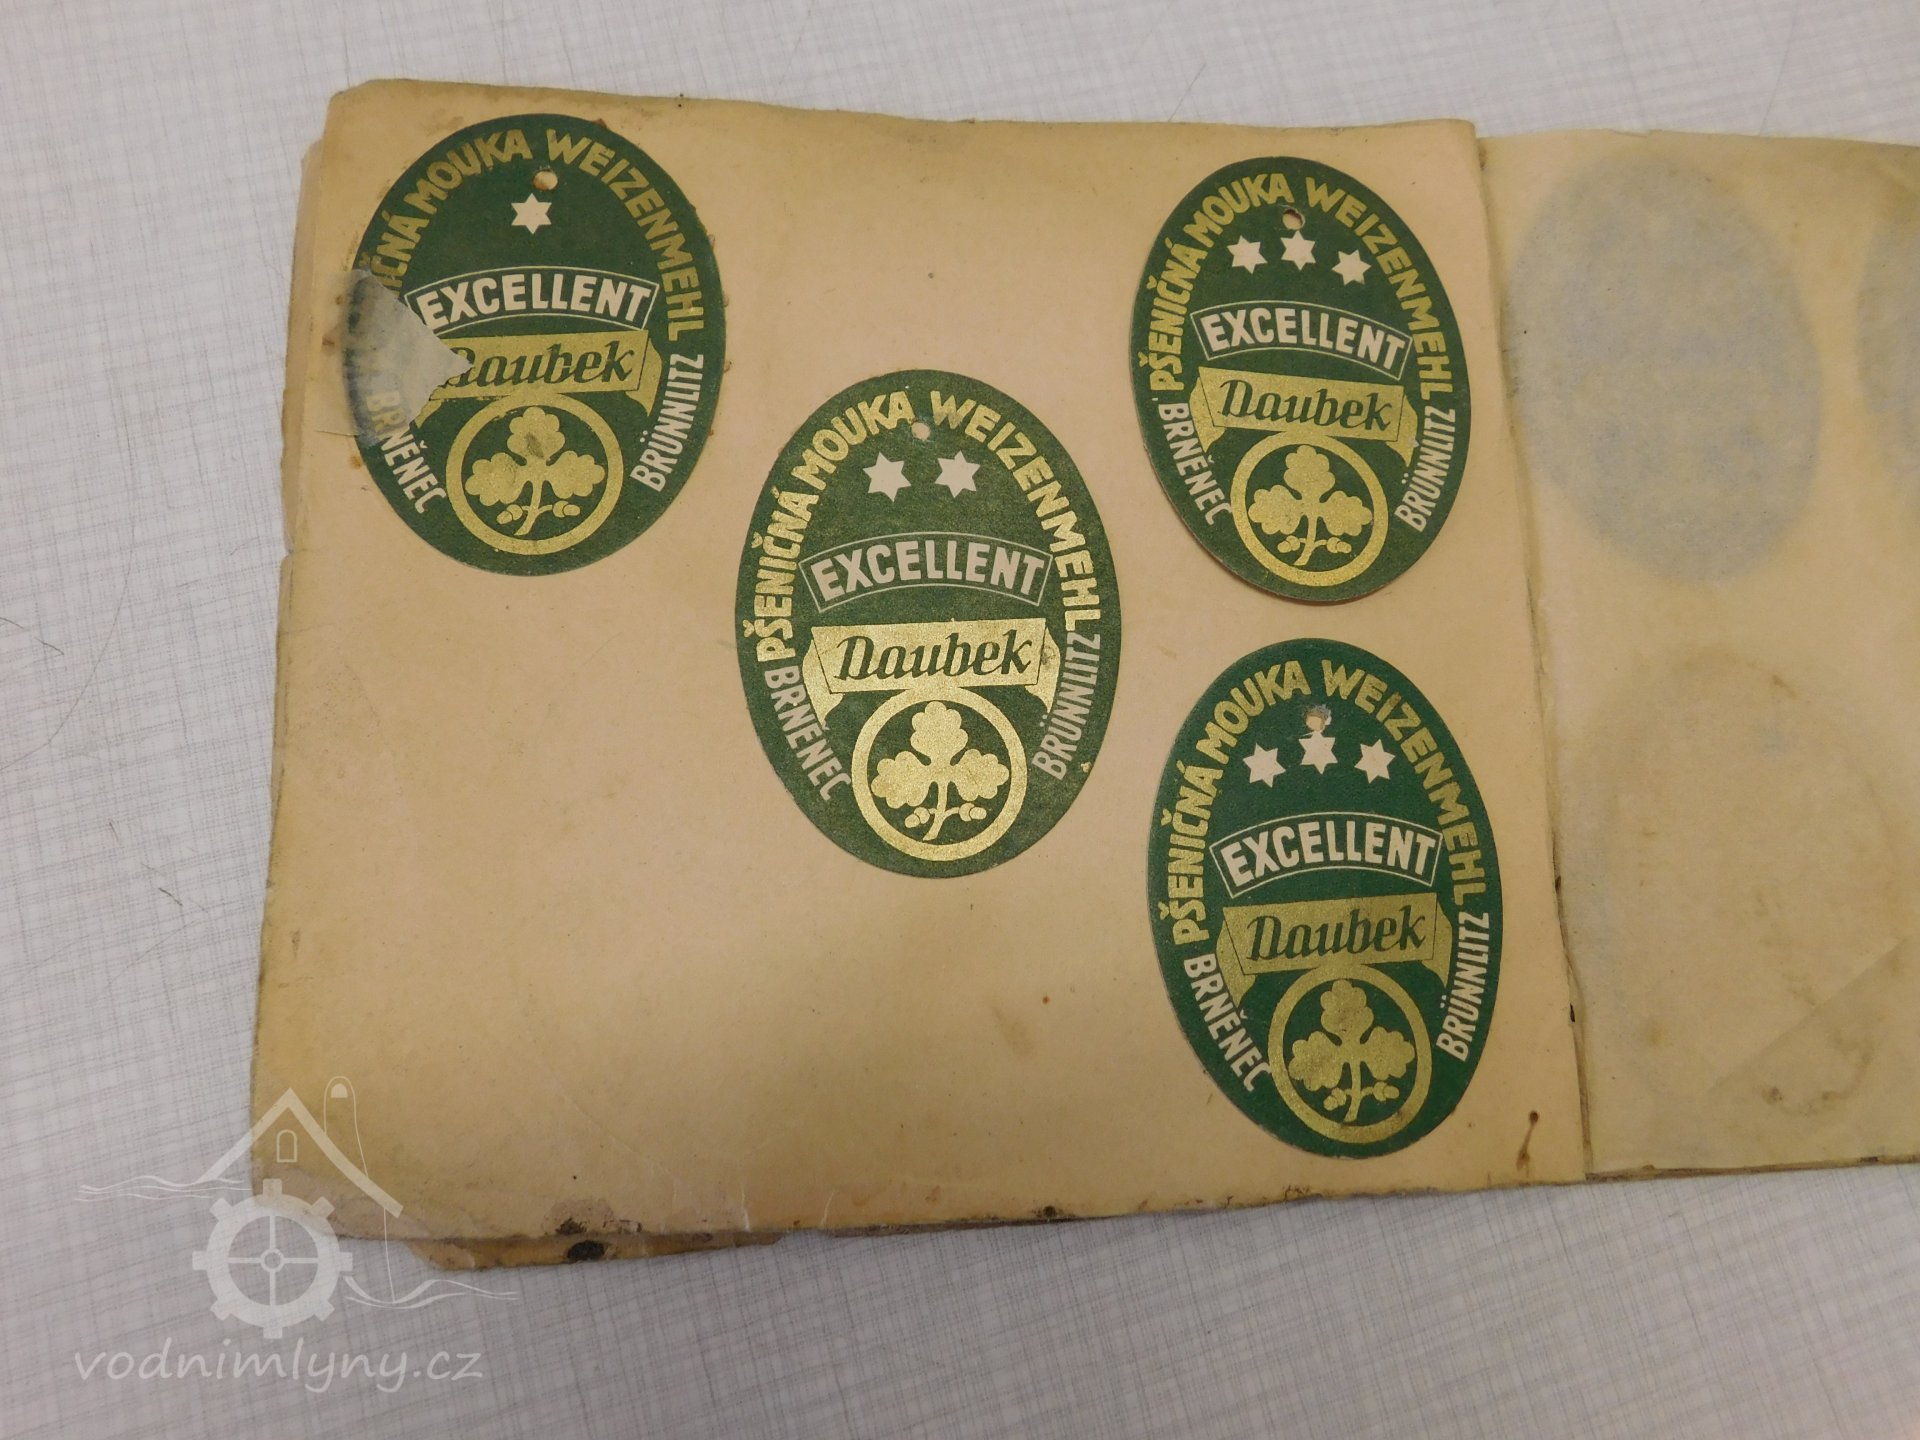 ČNÁ MOUKA WEIZENMEHL
EXCELLENT
Daubek
BRNĚNEC BRÜNNLITZ
PŠENIČNÁ MOUKA WEIZENMEHL
EXCELLENT
Daubek
BRNĚNEC BRÜNNLITZ
PŠENIČNÁ MOUKA WEIZENMEHL
EXCELLENT
Daubek
BRNĚNEC BRÜNNLITZ
PŠENIČNÁ MOUKA WEIZENMEHL
EXCELLENT
Daubek
BRNĚNEC BRÜNNLITZ
vodnimlyny.cz